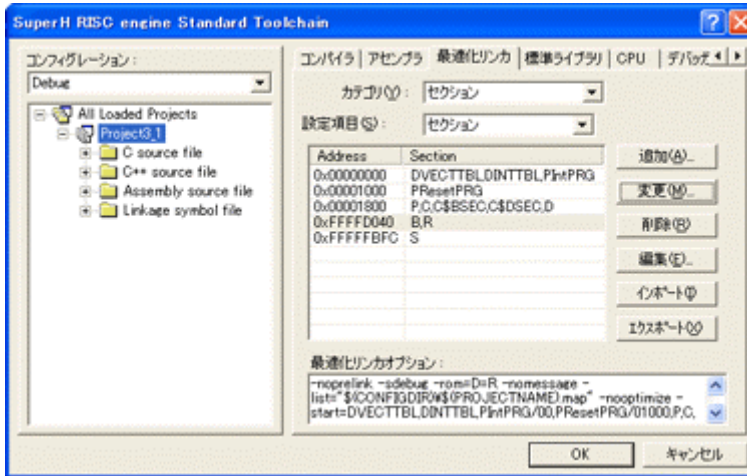 SuperH RISC engine Standard Toolchain
コンフィグレーション :
Debug
All Loaded Projects
Project3_1
C source file
C++ source file
Assembly source file
Linkage symbol file
コンパイラ アセンブラ 最適化リンカ 標準ライブラリ CPU デバッガ
カテゴリ(Y) : セクション
設定項目(S) : セクション
Address Section
0x00000000 DVECTTBL,DINTTBL,PIntPRG
0x00001000 PResetPRG
0x00001800 P,C,C$BSEC,C$DSEC,D
0xFFFFD040 B,R
0xFFFFFBFC S
追加(A)...
変更(M)...
削除(R)
編集(E)...
インポート(I)
エクスポート(X)
最適化リンカオプション :
-noprelink -sdebug -rom=D=R -nomessage -
list="$(CONFIGDIR)¥$(PROJECTNAME).map" -nooptimize -
start=DVECTTBL,DINTTBL,PIntPRG/00,PResetPRG/01000,P,C,
OK キャンセル